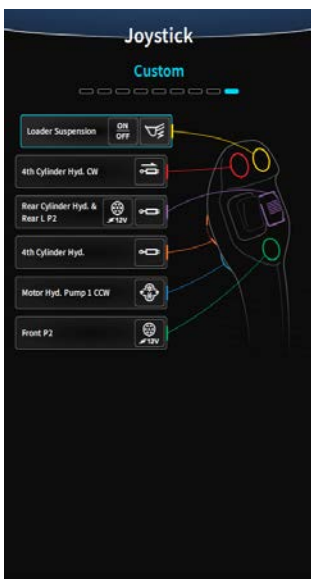 Joystick
Custom
Loader Suspension
ON
OFF
4th Cylinder Hyd. CW
Rear Cylinder Hyd. &
Rear L P2
12V
4th Cylinder Hyd.
Motor Hyd. Pump 1 CCW
Front P2
12V